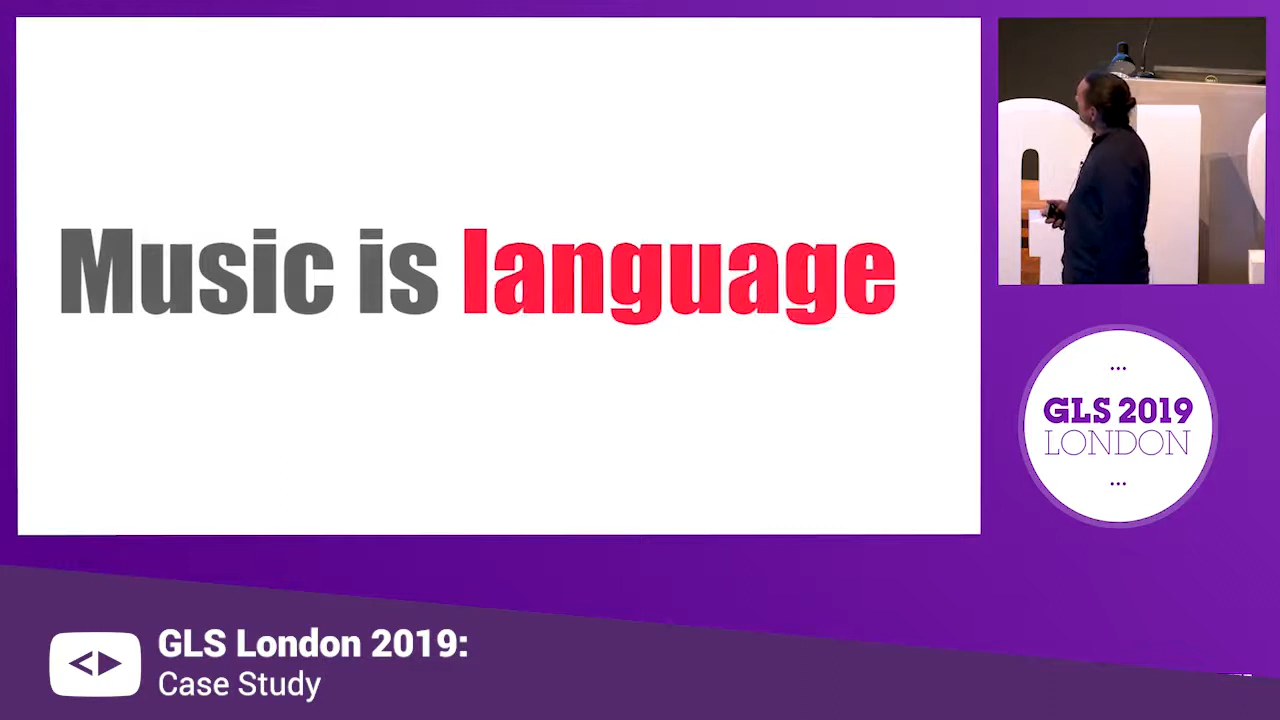 Music is language
...
GLS 2019
LONDON
...
GLS London 2019:
Case Study